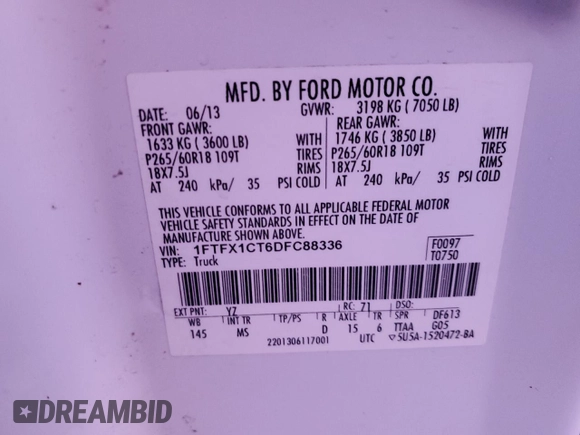 MFD. BY FORD MOTOR CO.
DATE: 06/13 GVWR: 3198 KG ( 7050 LB)
FRONT GAWR: REAR GAWR:
1633 KG ( 3600 LB) WITH 1746 KG ( 3850 LB) WITH
P265/60R18 109T TIRES P265/60R18 109T TIRES
18X7.5J RIMS 18X7.5J RIMS
AT 240 kPa/ 35 PSI COLD AT 240 kPa/ 35 PSI COLD
THIS VEHICLE CONFORMS TO ALL APPLICABLE FEDERAL MOTOR
VEHICLE SAFETY STANDARDS IN EFFECT ON THE DATE OF
MANUFACTURE SHOWN ABOVE.
VIN: 1FTFX1CT6DFC88336 F0097
TYPE: Truck T0750
EXT PNT: YZ RC: 71 DSO:
WB INT TR TP/PS R AXLE TR SPR DF613
145 MS D 15 6 TTAA G05
2201306117001 UTC 5U5A-1520472-BA
DREAMBID